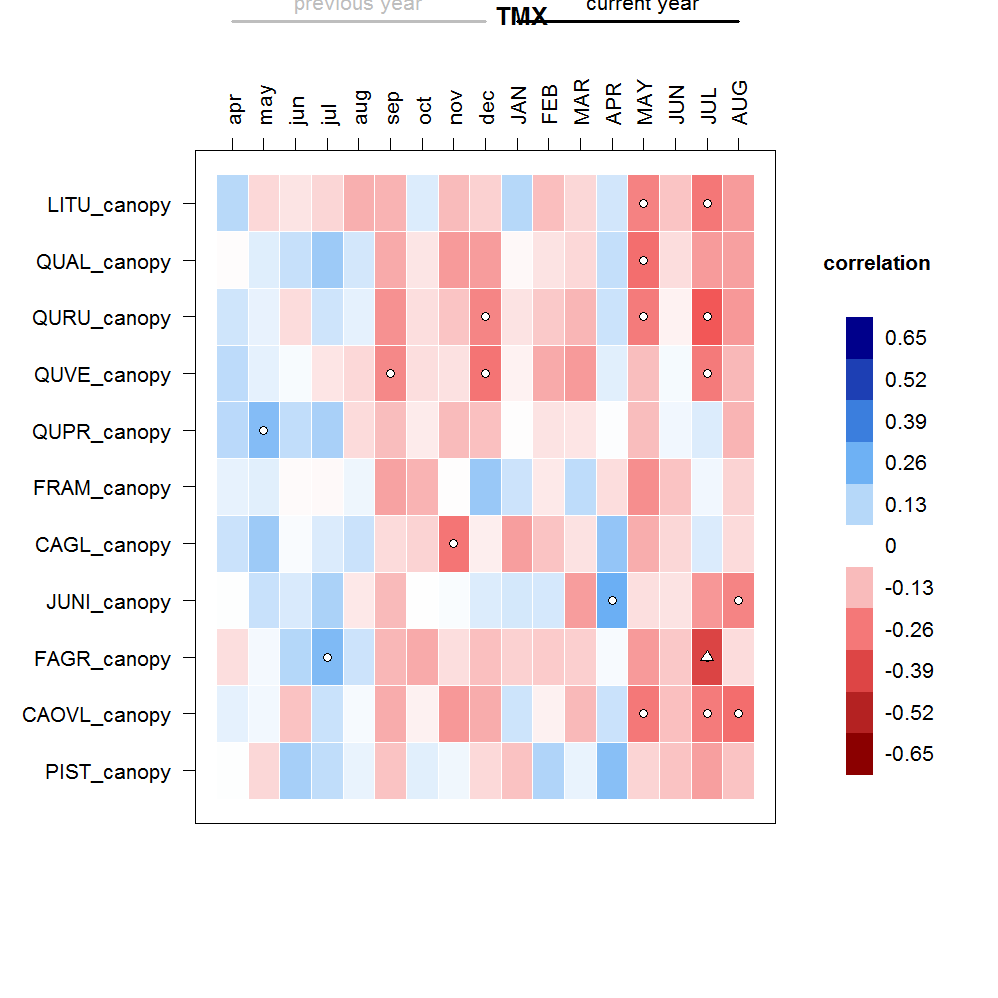 previous year
current year
TMX
apr may jun jul aug sep oct nov dec JAN FEB MAR APR MAY JUN JUL AUG
LITU_canopy
QUAL_canopy
QURU_canopy
QUVE_canopy
QUPR_canopy
FRAM_canopy
CAGL_canopy
JUNI_canopy
FAGR_canopy
CAOVL_canopy
PIST_canopy
correlation
0.65
0.52
0.39
0.26
0.13
0
-0.13
-0.26
-0.39
-0.52
-0.65